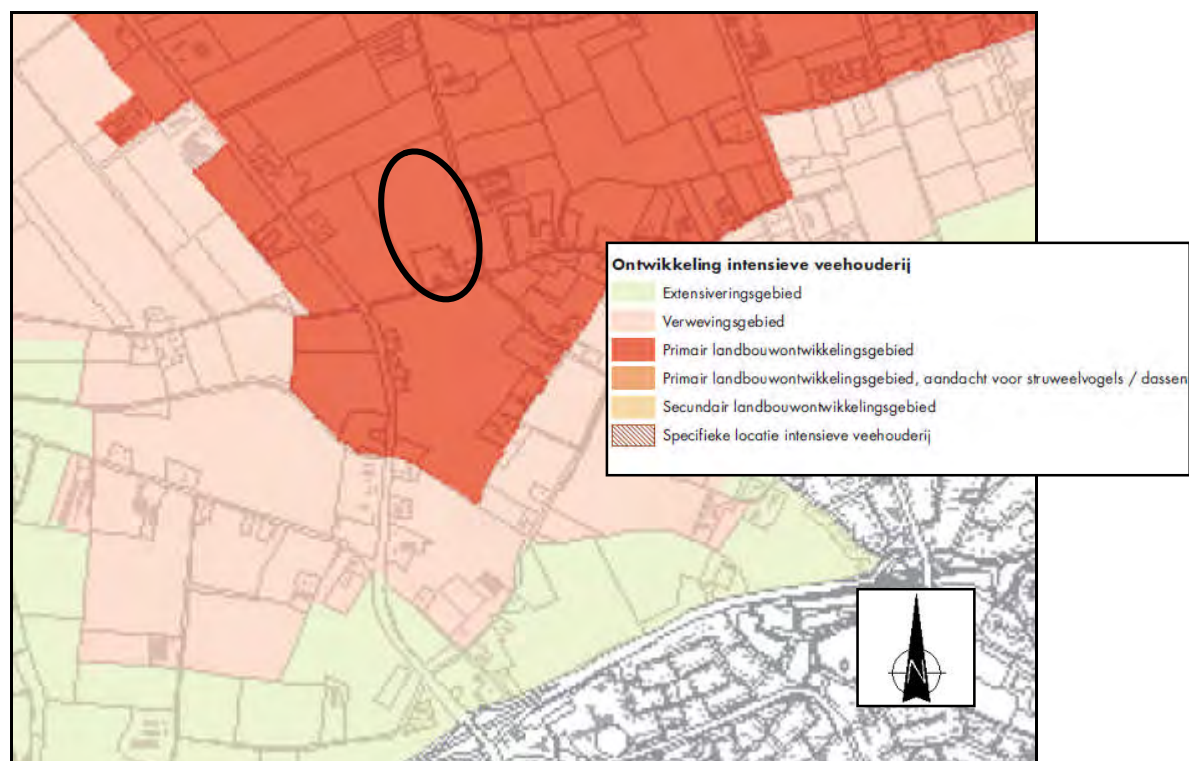 Ontwikkeling intensieve veehouderij
Extensiveringsgebied
Verwevingsgebied
Primair landbouwontwikkelingsgebied
Primair landbouwontwikkelingsgebied, aandacht voor struweelvogels / dassen
Secundair landbouwontwikkelingsgebied
Specifieke locatie intensieve veehouderij
N